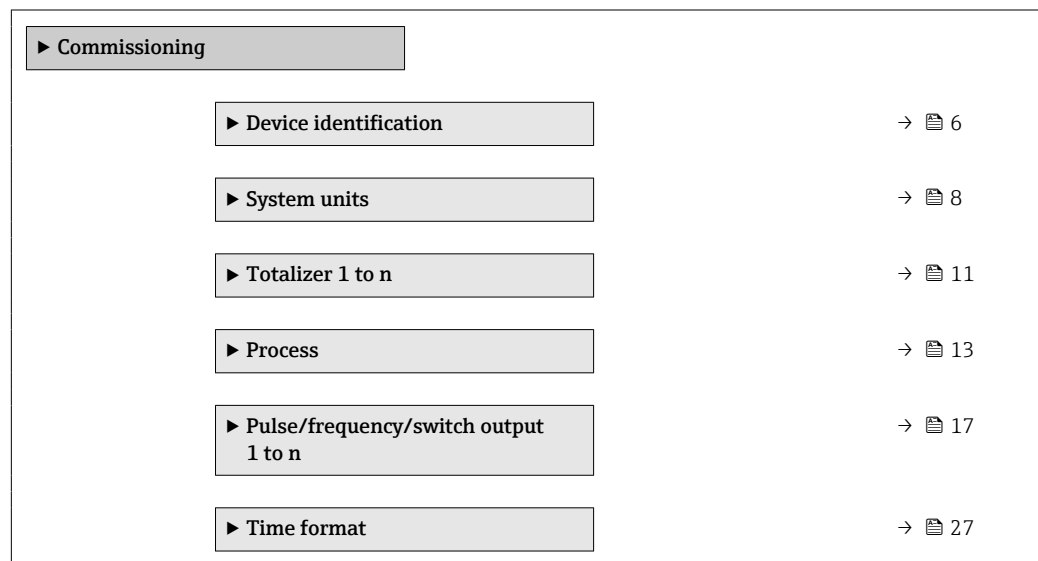 ▶ Commissioning
▶ Device identification → 6
▶ System units → 8
▶ Totalizer 1 to n → 11
▶ Process → 13
▶ Pulse/frequency/switch output → 17
1 to n
▶ Time format → 27